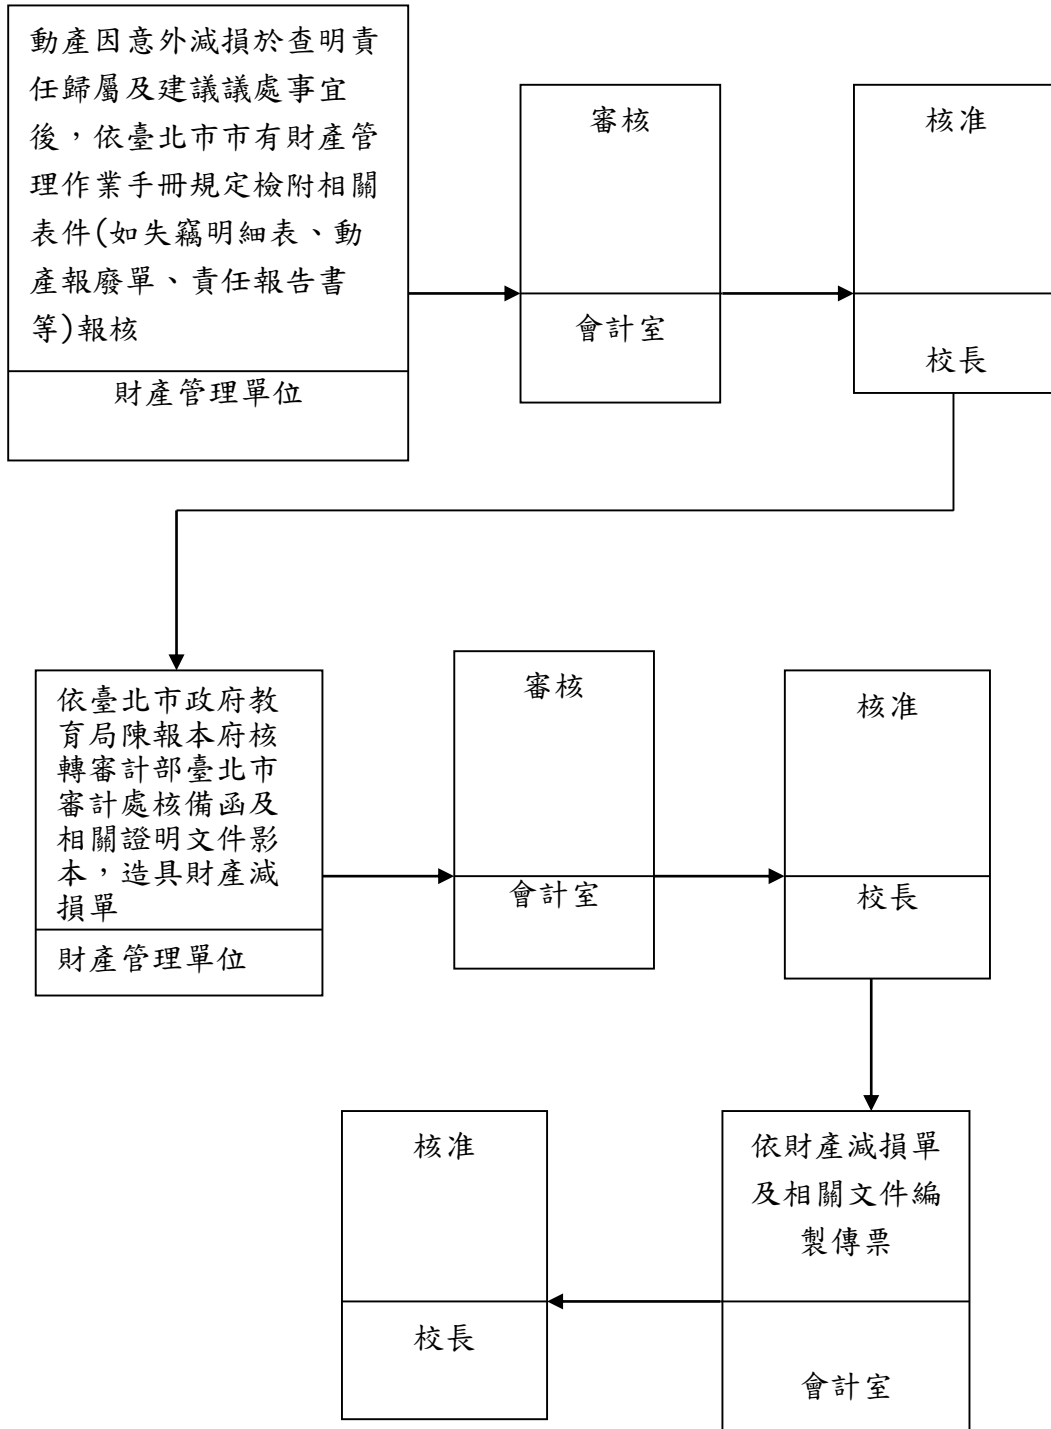 動產因意外減損於查明責
任歸屬及建議議處事宜
後，依臺北市市有財產管
理作業手冊規定檢附相關
表件(如失竊明細表、動
產報廢單、責任報告書
等)報核
財產管理單位
審核
會計室
核准
校長
依臺北市政府教
育局陳報本府核
轉審計部臺北市
審計處核備函及
相關證明文件影
本，造具財產減
損單
財產管理單位
審核
會計室
核准
校長
依財產減損單
及相關文件編
製傳票
會計室
核准
校長